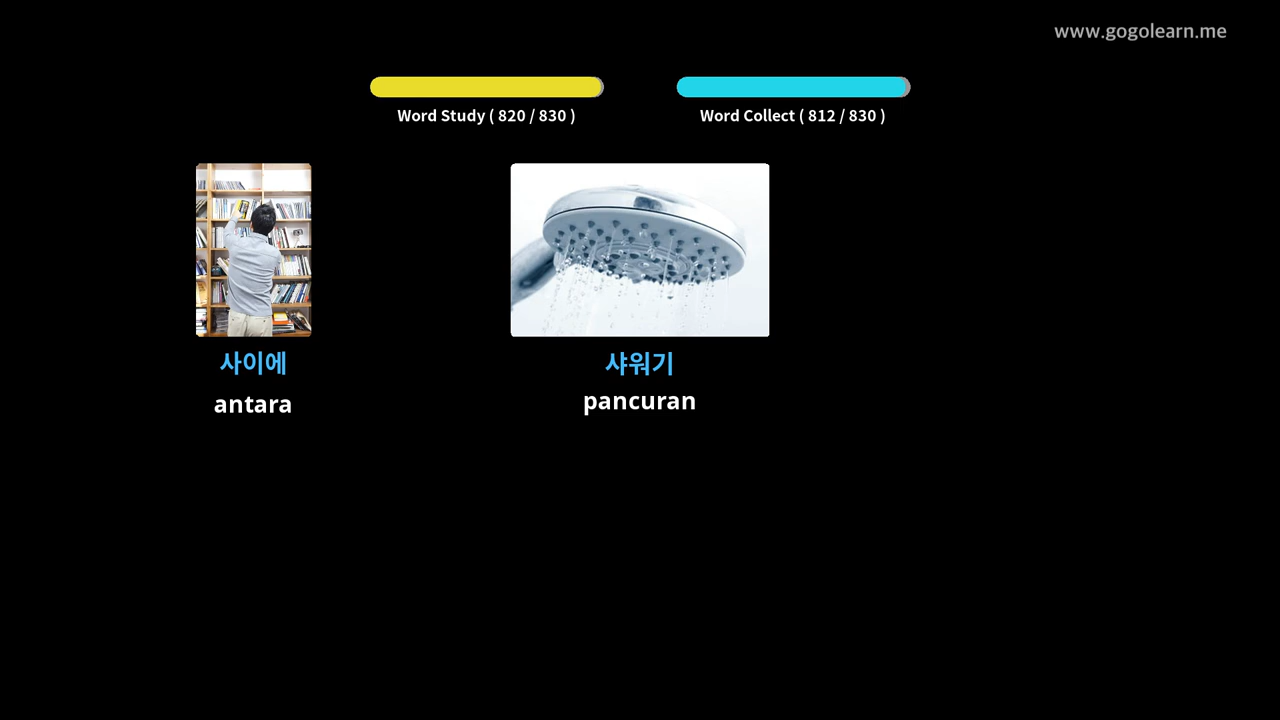 www.gogolearn.me
Word Study ( 820 / 830 )
Word Collect ( 812 / 830 )
사이에
antara
샤워기
pancuran